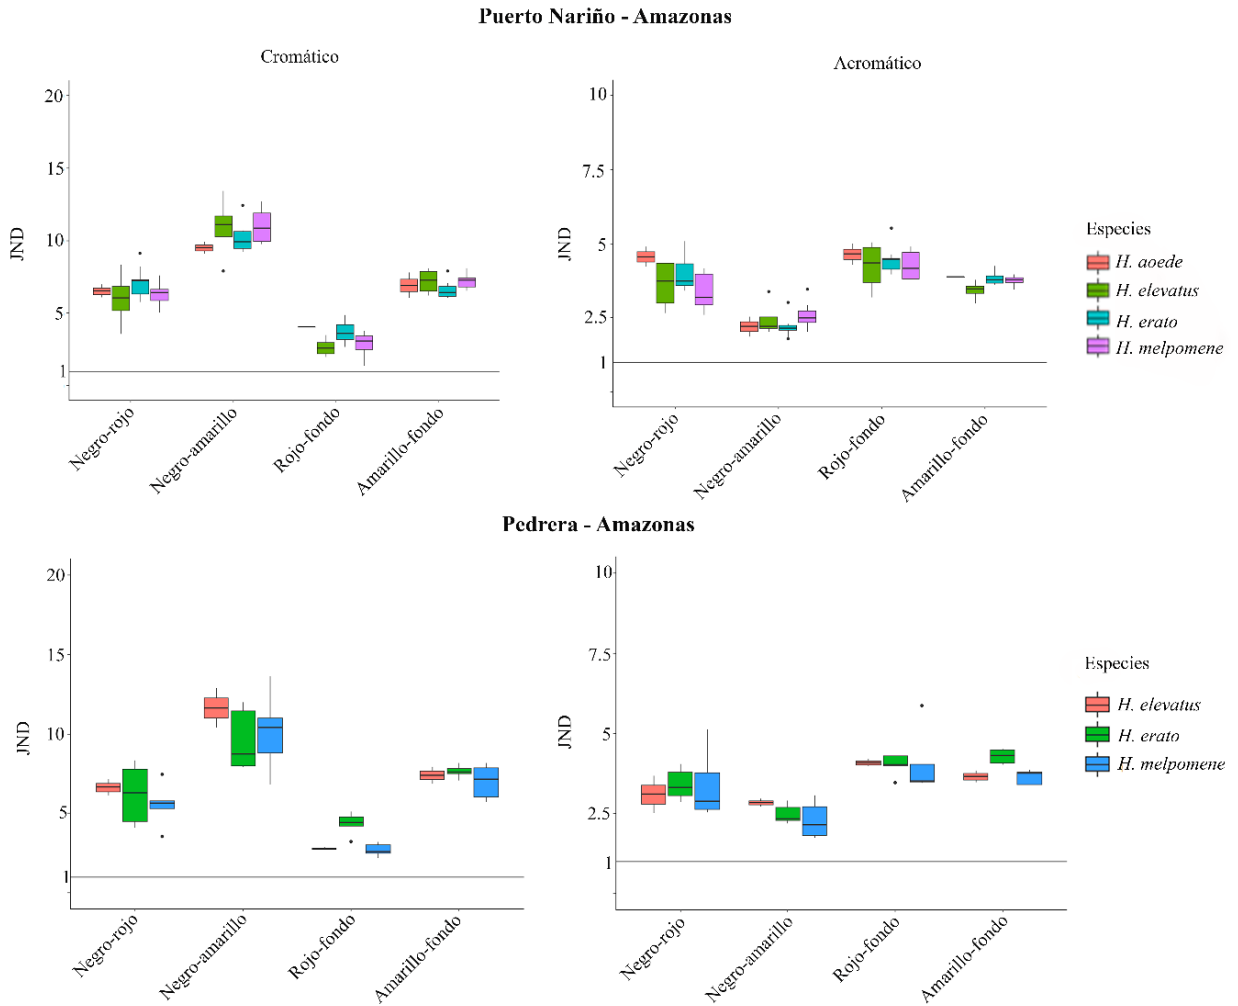 Puerto Nariño - Amazonas
Cromático
Acromático
20
15
10
5
1
JND
Negro-rojo
Negro-amarillo
Rojo-fondo
Amarillo-fondo
10
7.5
5
2.5
1
JND
Negro-rojo
Negro-amarillo
Rojo-fondo
Amarillo-fondo
Especies
H. aoede
H. elevatus
H. erato
H. melpomene
Pedrera - Amazonas
20
15
10
5
1
JND
Negro-rojo
Negro-amarillo
Rojo-fondo
Amarillo-fondo
10
7.5
5
2.5
1
JND
Negro-rojo
Negro-amarillo
Rojo-fondo
Amarillo-fondo
Especies
H. elevatus
H. erato
H. melpomene